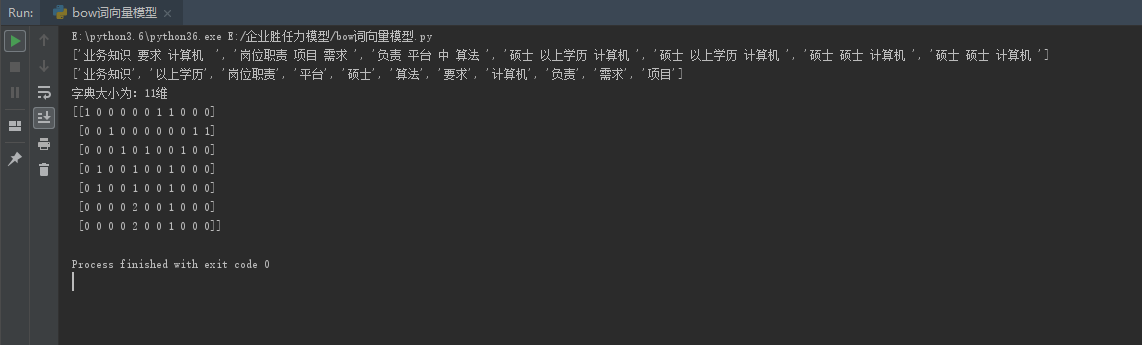 Run: bow词向量模型 ×
E:\python3.6\python36.exe E:/企业胜任力模型/bow词向量模型.py
['业务知识 要求 计算机  ', '岗位职责 项目 需求 ', '负责 平台 中 算法 ', '硕士 以上学历 计算机 ', '硕士 以上学历 计算机 ', '硕士 硕士 计算机 ', '硕士 硕士 计算机 ']
['业务知识', '以上学历', '岗位职责', '平台', '硕士', '算法', '要求', '计算机', '负责', '需求', '项目']
字典大小为: 11维
[[1 0 0 0 0 0 1 1 0 0 0]
 [0 0 1 0 0 0 0 0 0 1 1]
 [0 0 0 1 0 1 0 0 1 0 0]
 [0 1 0 0 1 0 0 1 0 0 0]
 [0 1 0 0 1 0 0 1 0 0 0]
 [0 0 0 0 2 0 0 1 0 0 0]
 [0 0 0 0 2 0 0 1 0 0 0]]
Process finished with exit code 0